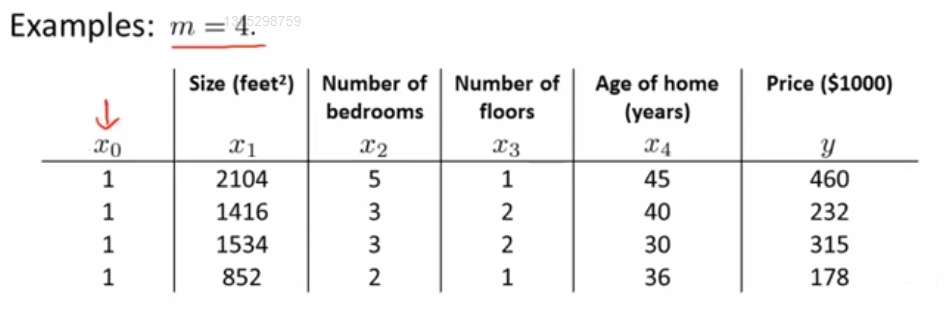 Examples: m = 4.
Size (feet²) Number of bedrooms Number of floors Age of home (years) Price ($1000)
x₀ x₁ x₂ x₃ x₄ y
1 2104 5 1 45 460
1 1416 3 2 40 232
1 1534 3 2 30 315
1 852 2 1 36 178